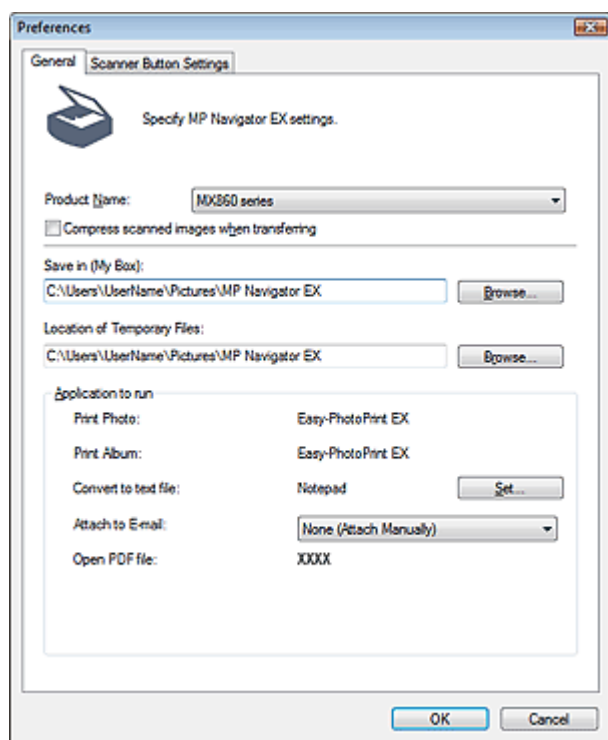 Preferences
General
Scanner Button Settings
Specify MP Navigator EX settings.
Product Name: MX860 series
Compress scanned images when transferring
Save in (My Box):
C:\Users\UserName\Pictures\MP Navigator EX Browse...
Location of Temporary Files:
C:\Users\UserName\Pictures\MP Navigator EX Browse...
Application to run
Print Photo: Easy-PhotoPrint EX
Print Album: Easy-PhotoPrint EX
Convert to text file: Notepad Set...
Attach to E-mail: None (Attach Manually)
Open PDF file: XXXX
OK Cancel